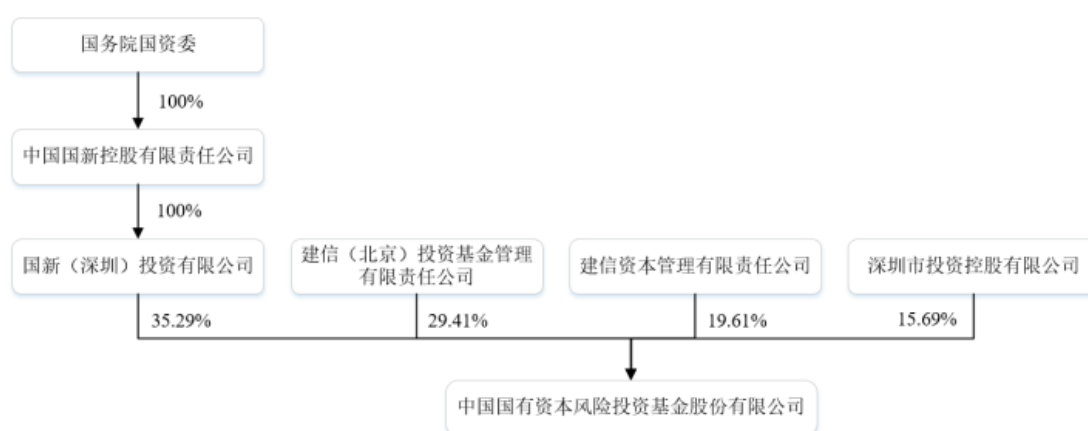 国务院国资委
100%
中国国新控股有限责任公司
100%
国新（深圳）投资有限公司
建信（北京）投资基金管理
有限责任公司
建信资本管理有限责任公司
深圳市投资控股有限公司
35.29%
29.41%
19.61%
15.69%
中国国有资本风险投资基金股份有限公司